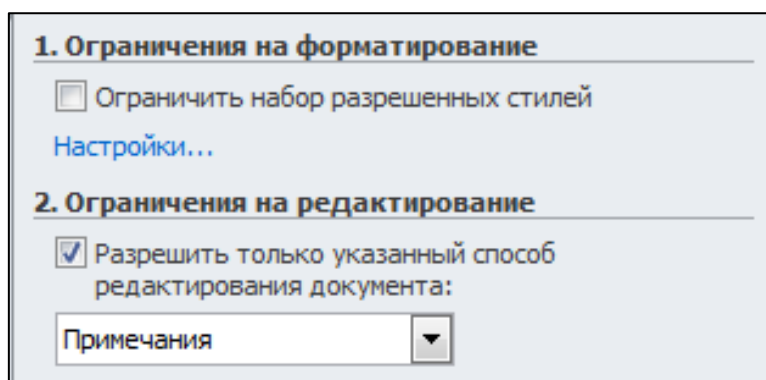 1. Ограничения на форматирование
Ограничить набор разрешенных стилей
Настройки...
2. Ограничения на редактирование
Разрешить только указанный способ
редактирования документа:
Примечания